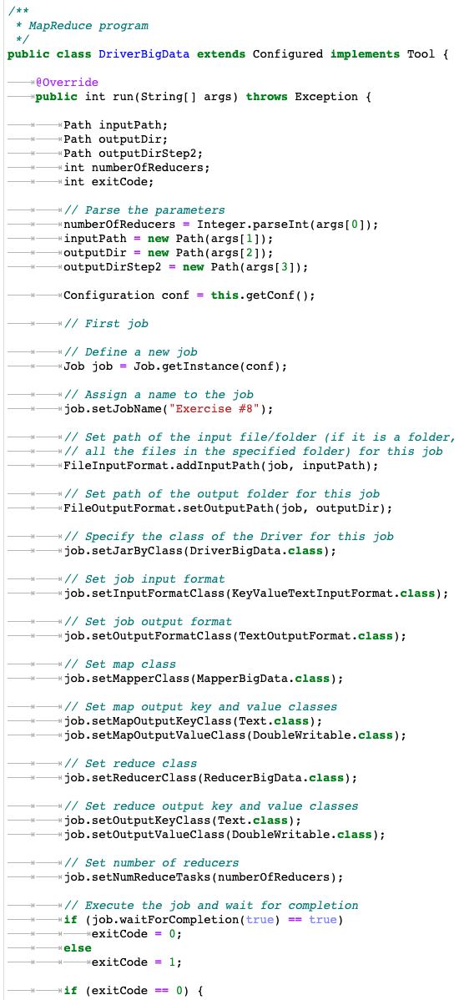 /**
 * MapReduce program
 */
public class DriverBigData extends Configured implements Tool {
@Override
public int run(String[] args) throws Exception {
Path inputPath;
Path outputDir;
Path outputDirStep2;
int numberOfReducers;
int exitCode;
// Parse the parameters
numberOfReducers = Integer.parseInt(args[0]);
inputPath = new Path(args[1]);
outputDir = new Path(args[2]);
outputDirStep2 = new Path(args[3]);
Configuration conf = this.getConf();
// First job
// Define a new job
Job job = Job.getInstance(conf);
// Assign a name to the job
job.setJobName("Exercise #8");
// Set path of the input file/folder (if it is a folder,
// all the files in the specified folder) for this job
FileInputFormat.addInputPath(job, inputPath);
// Set path of the output folder for this job
FileOutputFormat.setOutputPath(job, outputDir);
// Specify the class of the Driver for this job
job.setJarByClass(DriverBigData.class);
// Set job input format
job.setInputFormatClass(KeyValueTextInputFormat.class);
// Set job output format
job.setOutputFormatClass(TextOutputFormat.class);
// Set map class
job.setMapperClass(MapperBigData.class);
// Set map output key and value classes
job.setMapOutputKeyClass(Text.class);
job.setMapOutputValueClass(DoubleWritable.class);
// Set reduce class
job.setReducerClass(ReducerBigData.class);
// Set reduce output key and value classes
job.setOutputKeyClass(Text.class);
job.setOutputValueClass(DoubleWritable.class);
// Set number of reducers
job.setNumReduceTasks(numberOfReducers);
// Execute the job and wait for completion
if (job.waitForCompletion(true) == true)
exitCode = 0;
else
exitCode = 1;
if (exitCode == 0) {